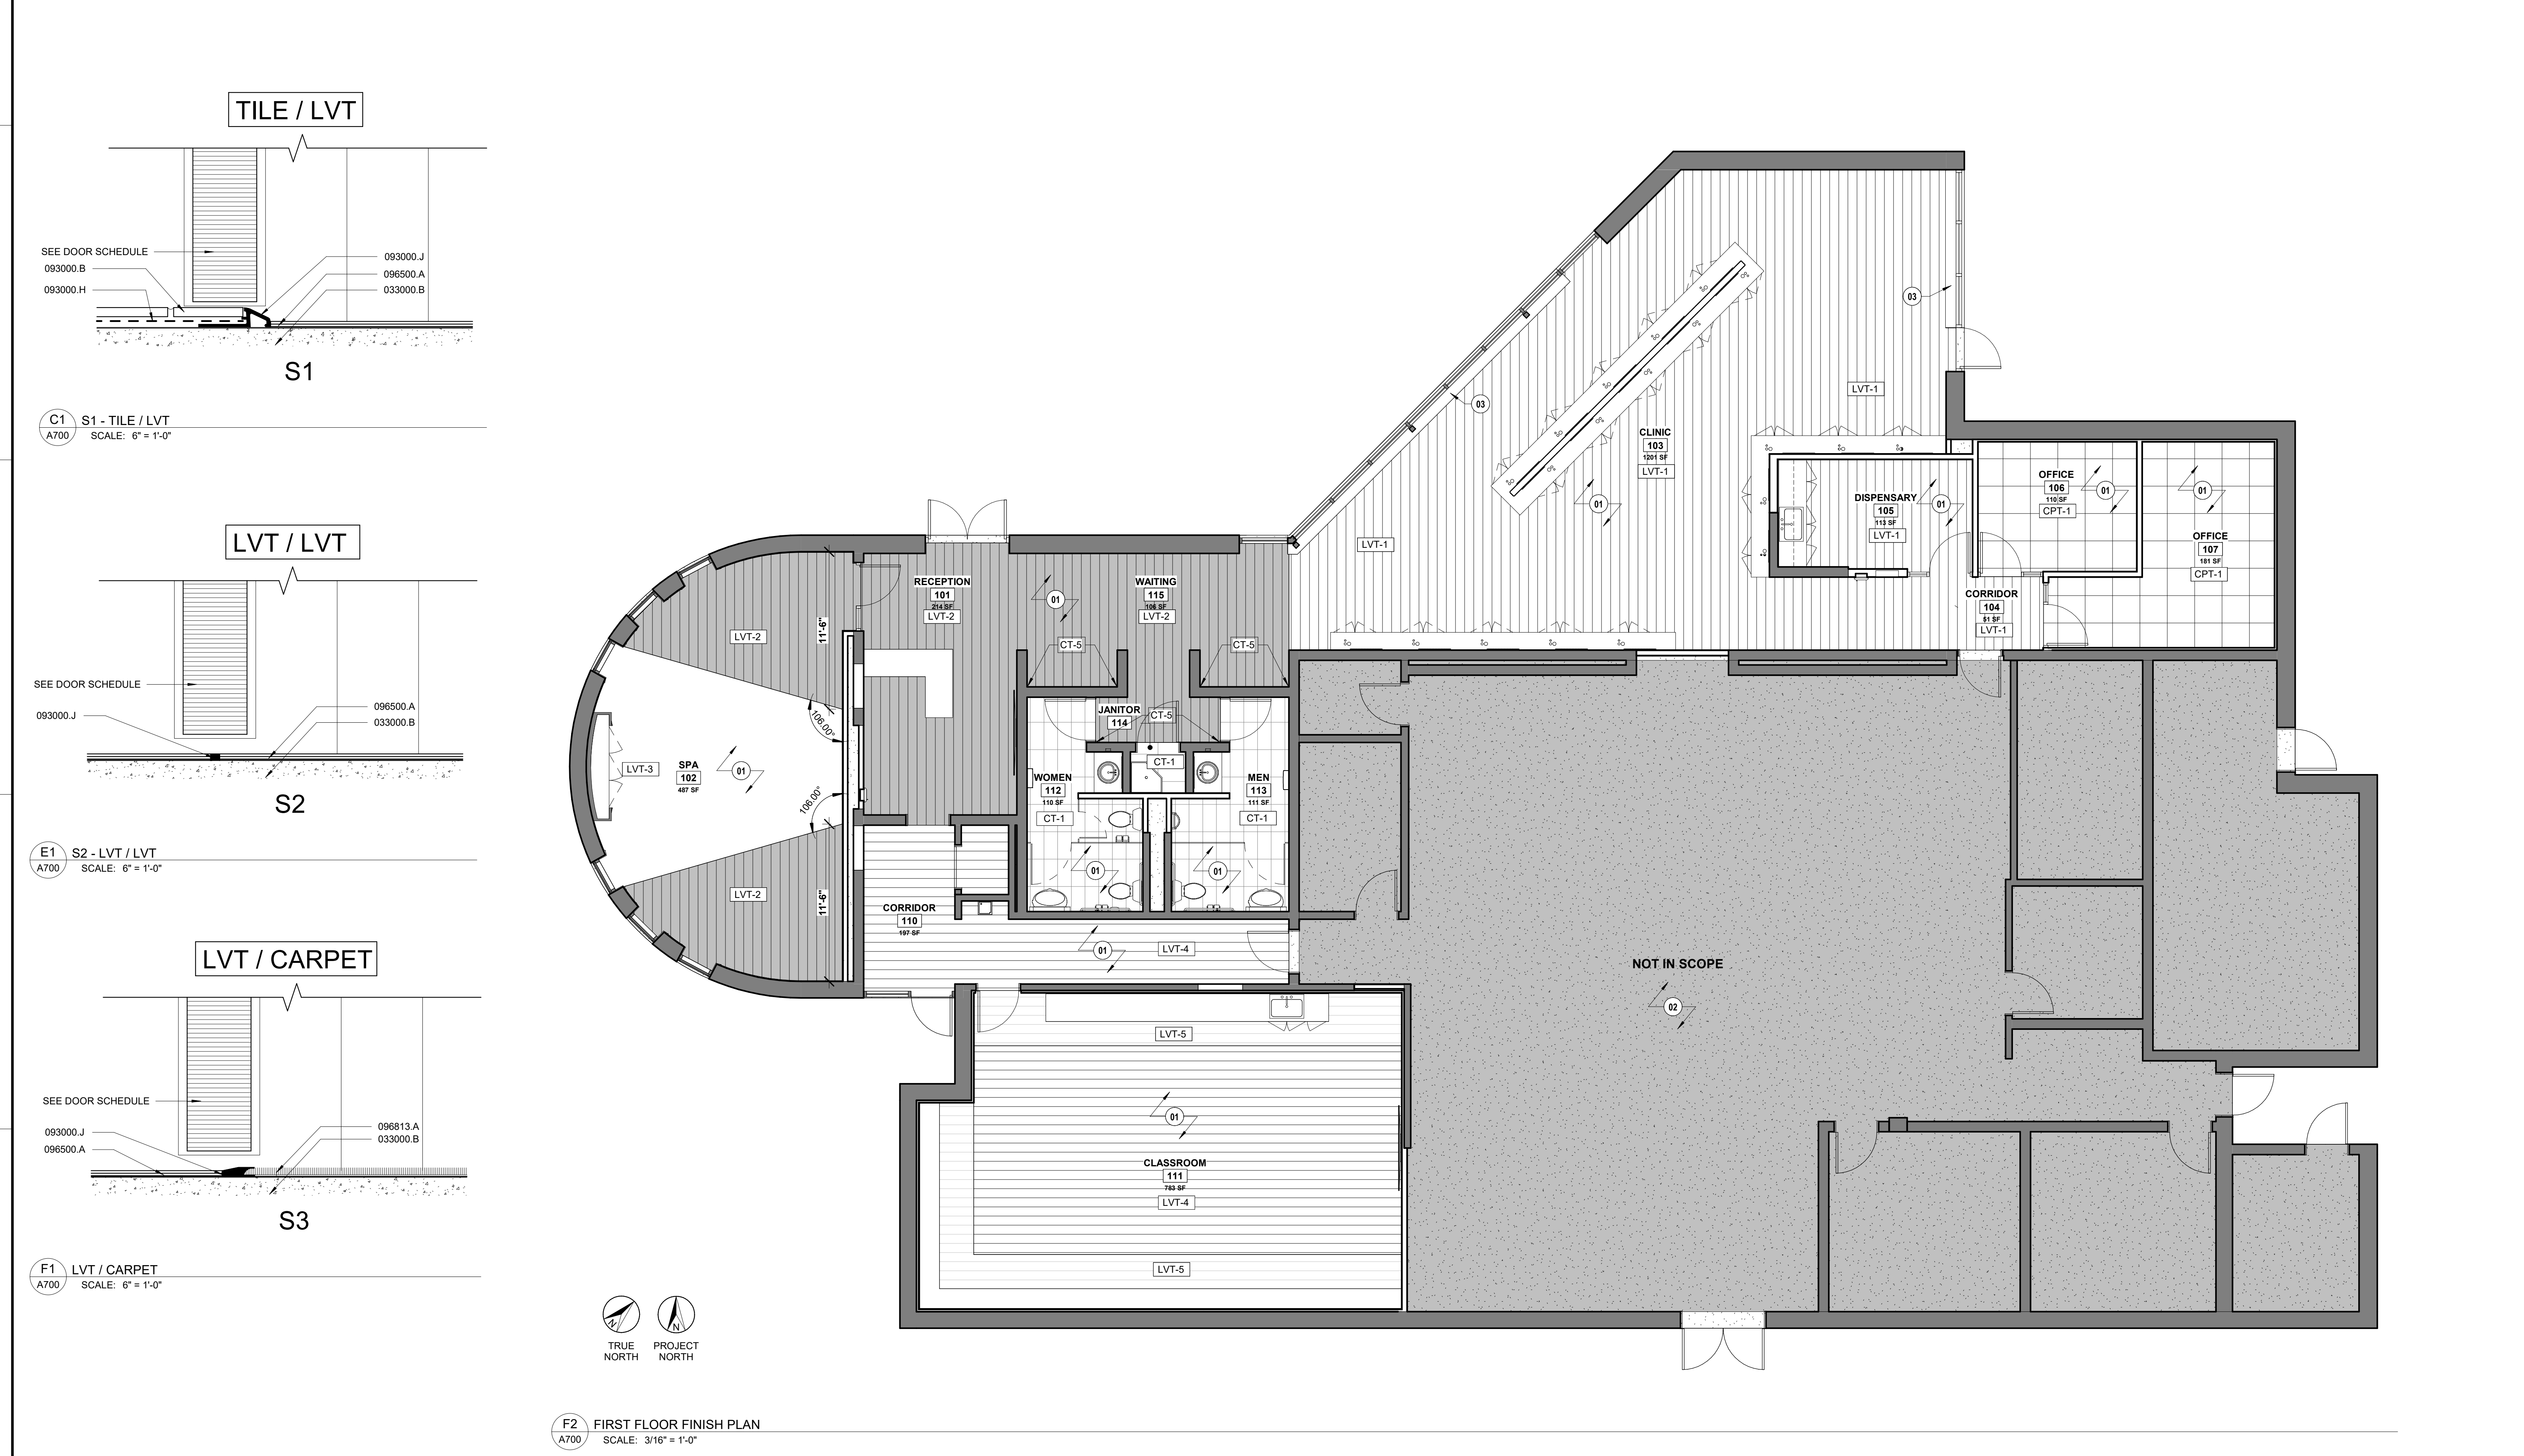 TILE / LVT
SEE DOOR SCHEDULE
093000.B
093000.H
093000.J
096500.A
033000.B
S1
C1
A700
S1 - TILE / LVT
SCALE: 6" = 1'-0"
LVT / LVT
SEE DOOR SCHEDULE
093000.J
096500.A
033000.B
S2
E1
A700
S2 - LVT / LVT
SCALE: 6" = 1'-0"
LVT / CARPET
SEE DOOR SCHEDULE
093000.J
096500.A
096813.A
033000.B
S3
F1
A700
LVT / CARPET
SCALE: 6" = 1'-0"
03
03
LVT-1
CLINIC
103
1201 SF
LVT-1
01
LVT-1
DISPENSARY
105
113 SF
LVT-1
01
OFFICE
106
110 SF
CPT-1
01
01
OFFICE
107
181 SF
CPT-1
CORRIDOR
104
51 SF
LVT-1
RECEPTION
101
214 SF
LVT-2
01
WAITING
115
106 SF
LVT-2
CT-5
CT-5
LVT-2
11'-6"
106.00°
JANITOR
114
CT-5
CT-1
LVT-3
SPA
102
487 SF
01
106.00°
WOMEN
112
110 SF
CT-1
01
MEN
113
111 SF
CT-1
01
LVT-2
11'-6"
CORRIDOR
110
197 SF
01
LVT-4
NOT IN SCOPE
02
LVT-5
01
CLASSROOM
111
783 SF
LVT-4
LVT-5
N
TRUE
NORTH
N
PROJECT
NORTH
F2
A700
FIRST FLOOR FINISH PLAN
SCALE: 3/16" = 1'-0"